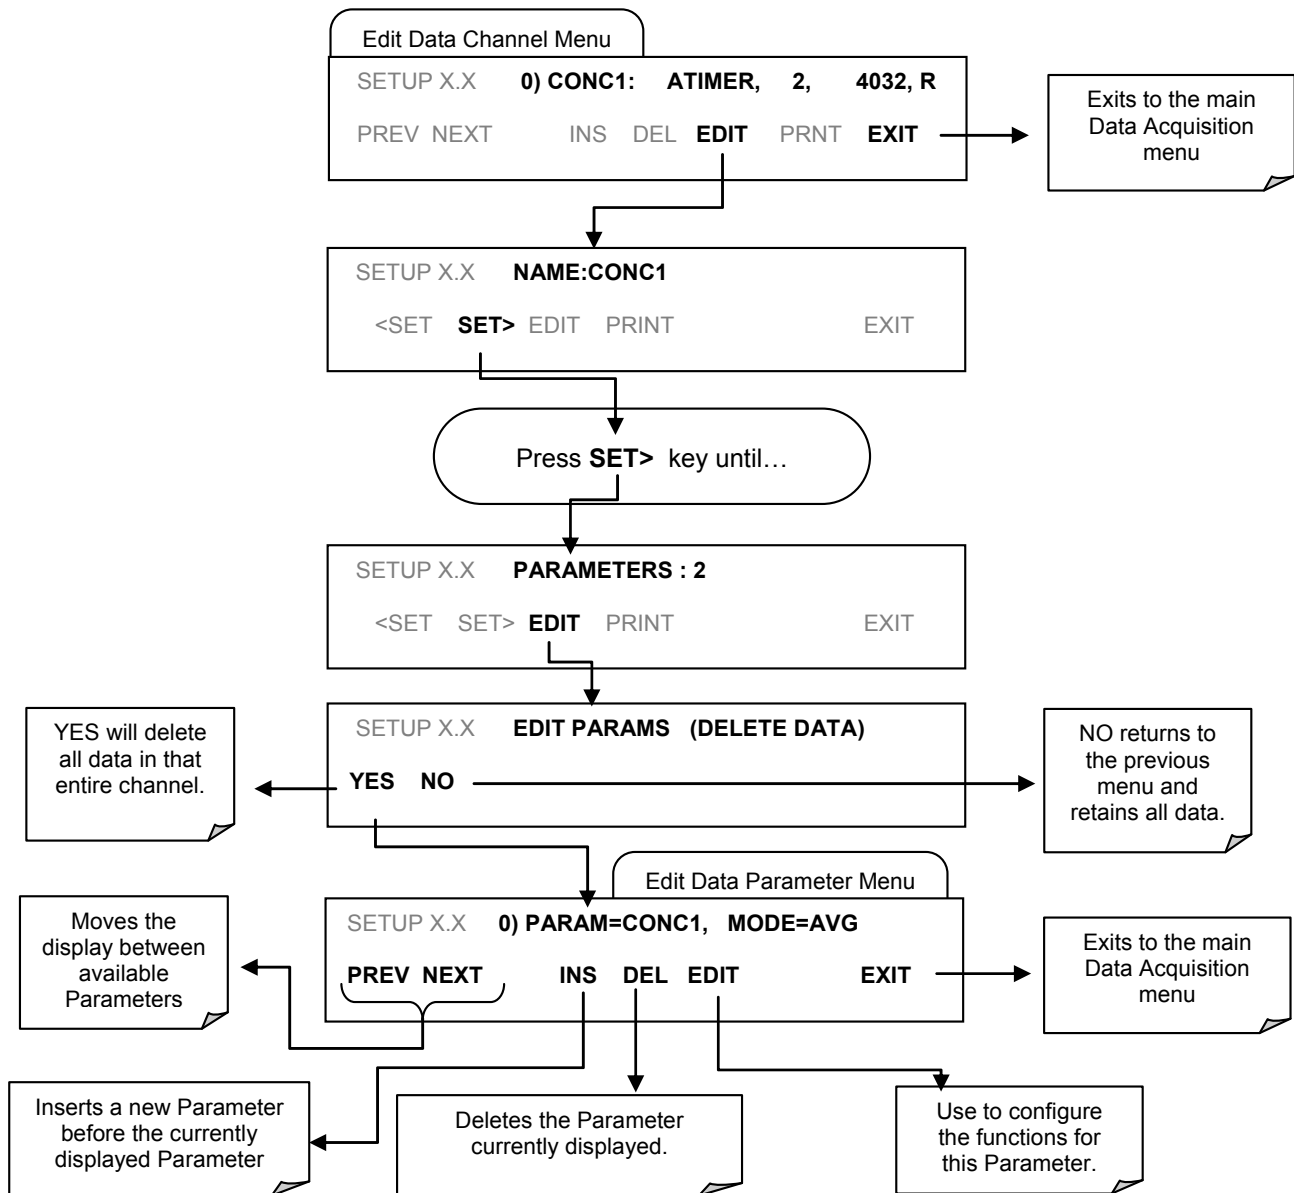 Edit Data Channel Menu
SETUP X.X 0) CONC1: ATIMER, 2, 4032, R
PREV NEXT INS DEL EDIT PRNT EXIT
Exits to the main
Data Acquisition
menu
SETUP X.X NAME:CONC1
<SET SET> EDIT PRINT EXIT
Press SET> key until…
SETUP X.X PARAMETERS : 2
<SET SET> EDIT PRINT EXIT
YES will delete
all data in that
entire channel.
SETUP X.X EDIT PARAMS (DELETE DATA)
YES NO
NO returns to
the previous
menu and
retains all data.
Edit Data Parameter Menu
Moves the
display between
available
Parameters
SETUP X.X 0) PARAM=CONC1, MODE=AVG
PREV NEXT INS DEL EDIT EXIT
Exits to the main
Data Acquisition
menu
Inserts a new Parameter
before the currently
displayed Parameter
Deletes the Parameter
currently displayed.
Use to configure
the functions for
this Parameter.